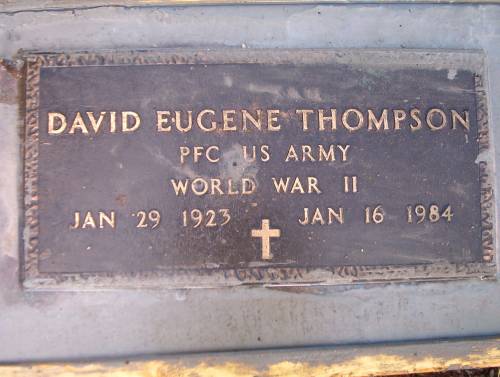 DAVID EUGENE THOMPSON
PFC US ARMY
WORLD WAR II
JAN 29 1923 JAN 16 1984